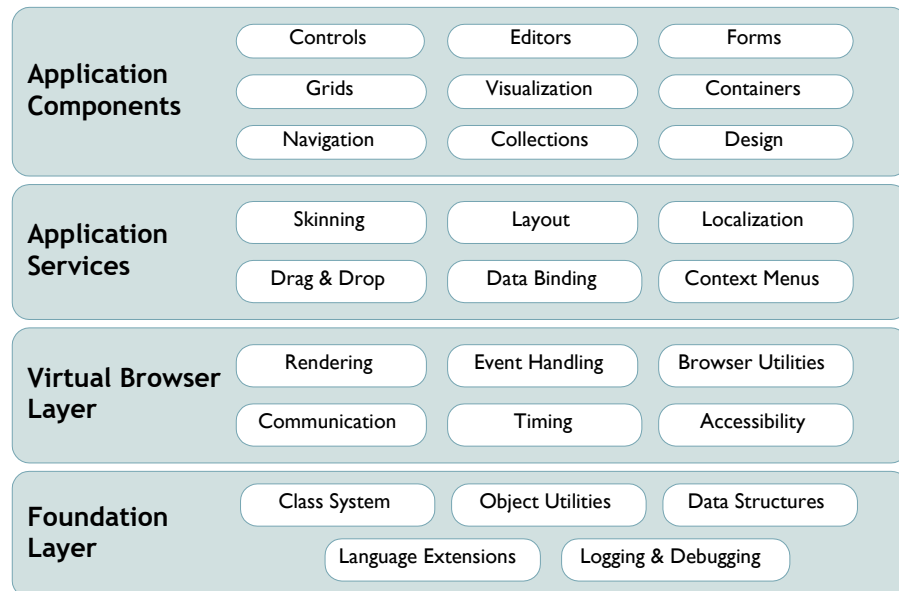 Application
Components
Controls
Editors
Forms
Grids
Visualization
Containers
Navigation
Collections
Design
Application
Services
Skinning
Layout
Localization
Drag & Drop
Data Binding
Context Menus
Virtual Browser
Layer
Rendering
Event Handling
Browser Utilities
Communication
Timing
Accessibility
Foundation
Layer
Class System
Object Utilities
Data Structures
Language Extensions
Logging & Debugging